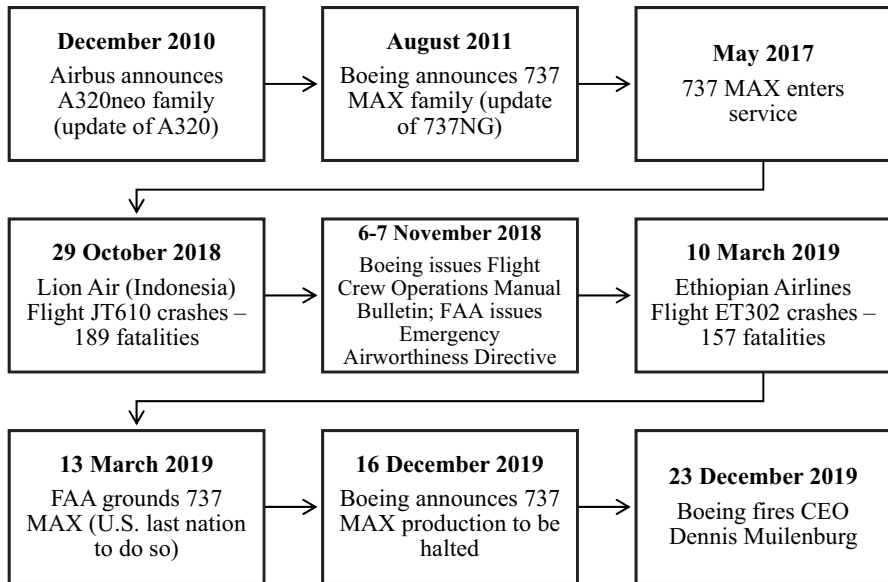 December 2010
Airbus announces
A320neo family
(update of A320)
August 2011
Boeing announces 737
MAX family (update
of 737NG)
May 2017
737 MAX enters
service
29 October 2018
Lion Air (Indonesia)
Flight JT610 crashes –
189 fatalities
6-7 November 2018
Boeing issues Flight
Crew Operations Manual
Bulletin; FAA issues
Emergency
Airworthiness Directive
10 March 2019
Ethiopian Airlines
Flight ET302 crashes –
157 fatalities
13 March 2019
FAA grounds 737
MAX (U.S. last nation
to do so)
16 December 2019
Boeing announces 737
MAX production to be
halted
23 December 2019
Boeing fires CEO
Dennis Muilenburg